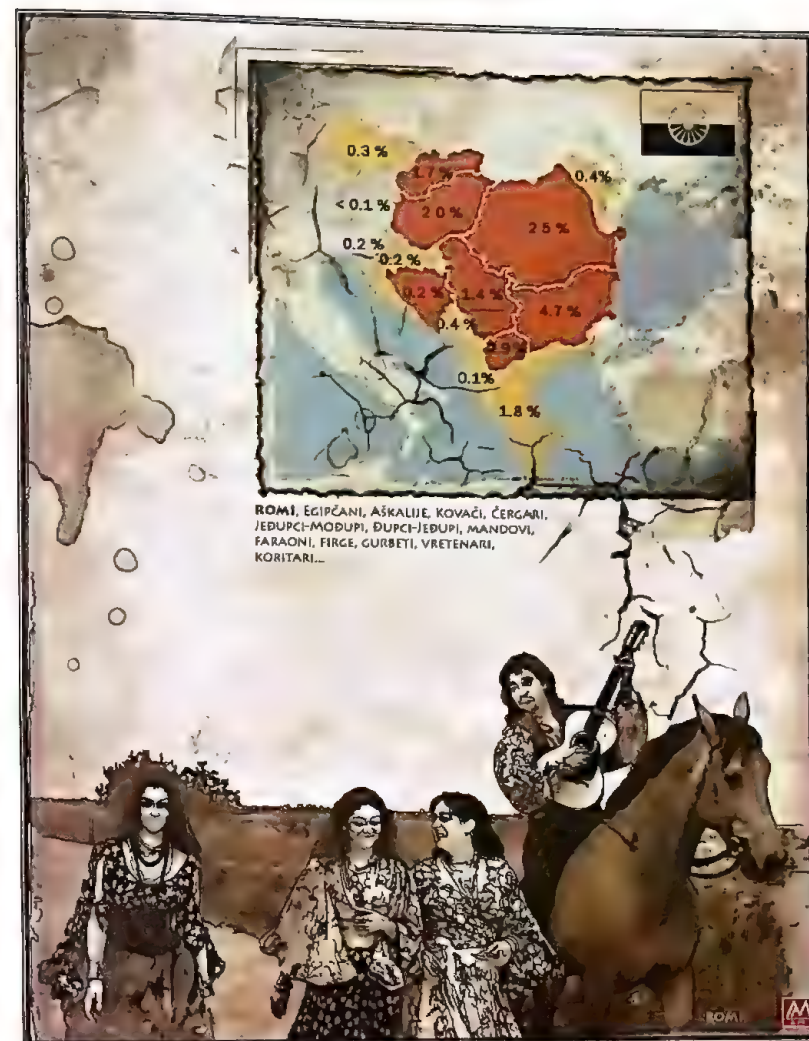 0.3 %
1.7 %
0.4%
< 0.1 %
2.0 %
2.5 %
0.2 %
0.2 %
0.2 %
1.4 %
4.7 %
0.4 %
0.1%
1.8 %
ROMI, EGIPČANI, AŠKALIJE, KOVAČI, ČERGARI,
JEĐUPCI-MOĐUPI, ĐUPCI-JEĐUPI, MANDOVI,
FARAONI, FIRGE, GURBETI, VRETENARI,
KORITARI...
ROMI